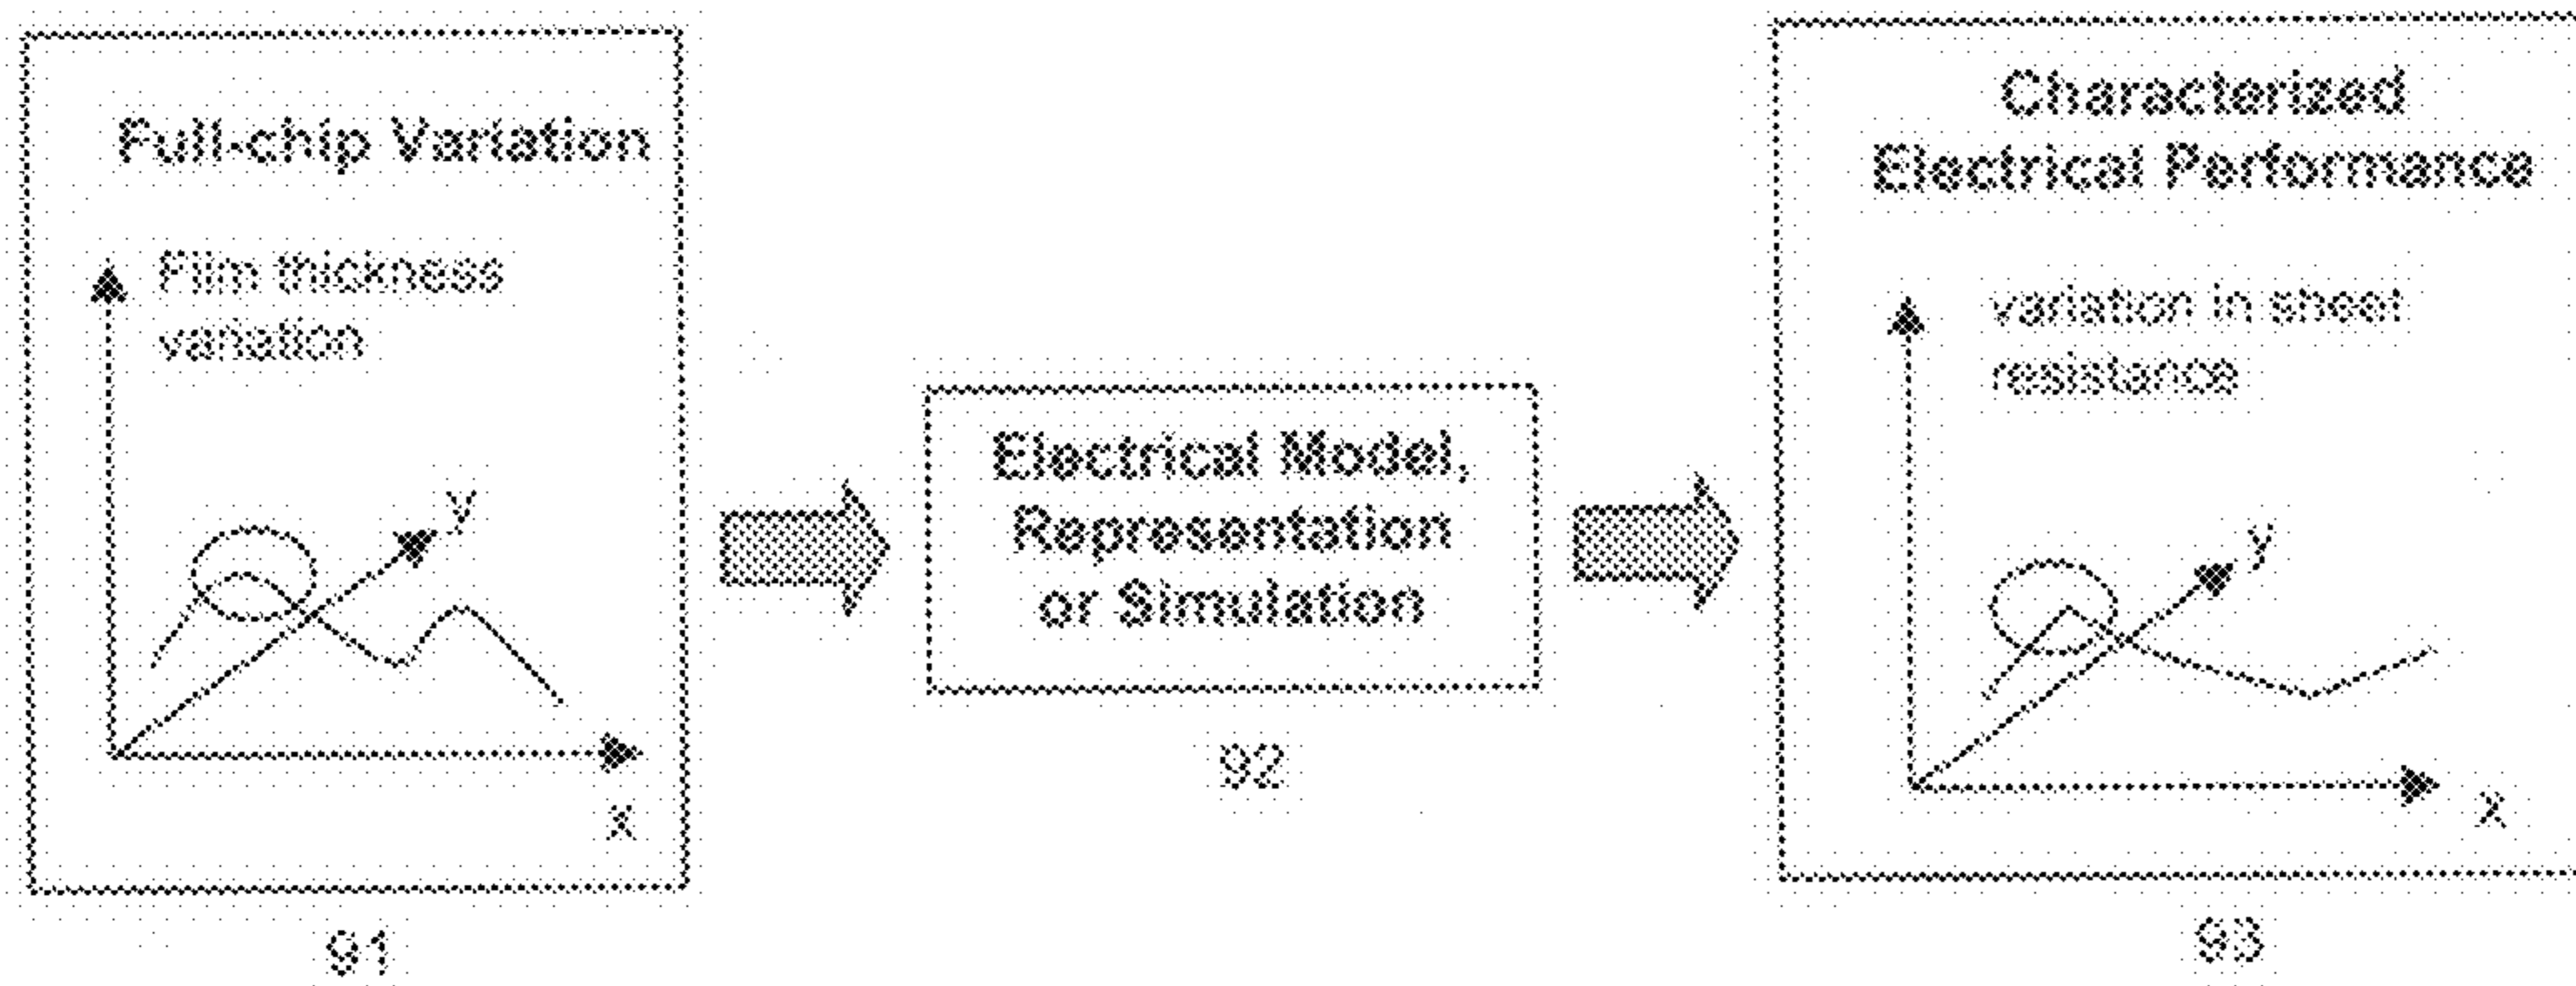 Full-chip Variation
Film thickness
variation
y
x
91
Electrical Model,
Representation
or Simulation
92
Characterized
Electrical Performance
variation in sheet
resistance
y
x
93